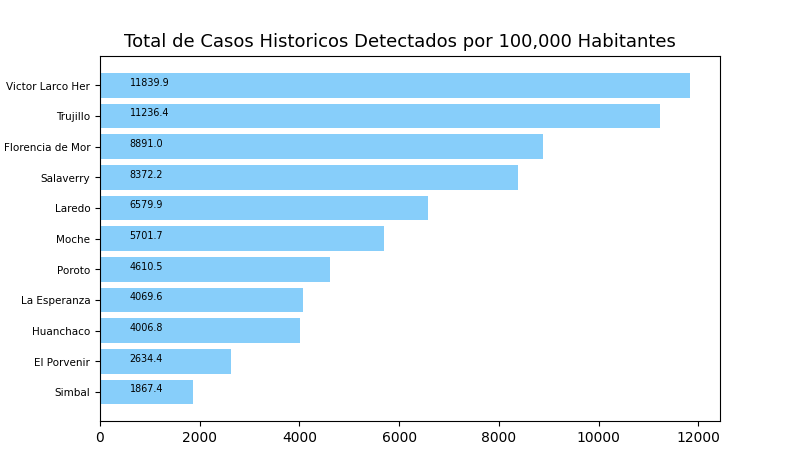 Total de Casos Historicos Detectados por 100,000 Habitantes
Victor Larco Her 11839.9
Trujillo 11236.4
Florencia de Mor 8891.0
Salaverry 8372.2
Laredo 6579.9
Moche 5701.7
Poroto 4610.5
La Esperanza 4069.6
Huanchaco 4006.8
El Porvenir 2634.4
Simbal 1867.4
0 2000 4000 6000 8000 10000 12000